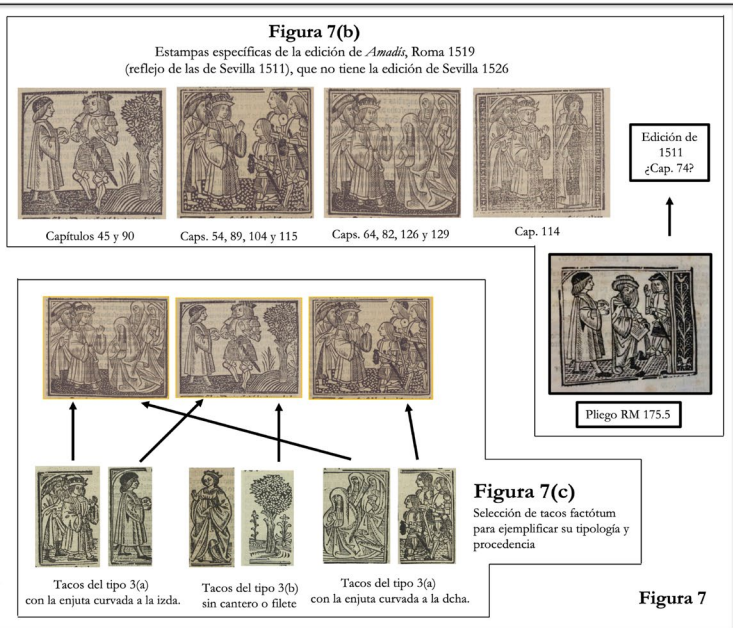 Figura 7(b)
Estampas específicas de la edición de Amadís, Roma 1519
(reflejo de las de Sevilla 1511), que no tiene la edición de Sevilla 1526
Edición de
1511
¿Cap. 74?
Capítulos 45 y 90
Caps. 54, 89, 104 y 115
Caps. 64, 82, 126 y 129
Cap. 114
Pliego RM 175.5
Figura 7(c)
Selección de tacos factótum
para ejemplificar su tipología y
procedencia
Tacos del tipo 3(a)
con la enjuta curvada a la izda.
Tacos del tipo 3(b)
sin cantero o filete
Tacos del tipo 3(a)
con la enjuta curvada a la dcha.
Figura 7